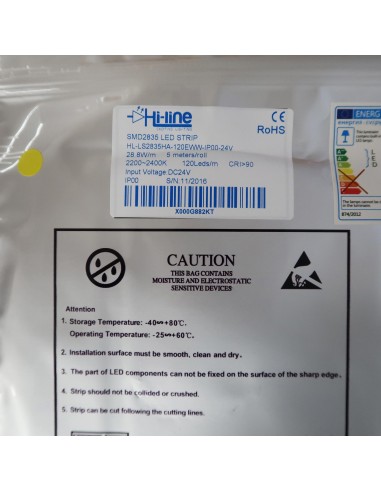 Hi-line
SMD2835 LED STRIP
HL-LS2835HA-120EWW-IP00-24V
28.8W/m 5 meters/roll
2200~2400K 120Leds/m CRI>90
Input Voltage DC24V
IP00 S/N 11/2016
X000G882KT
CE
RoHS
ENERG
L
E
D
874/2012
CAUTION
THIS BAG CONTAINS
MOISTURE AND ELECTROSTATIC
SENSITIVE DEVICES
Attention
1. Storage Temperature: -40~+80℃.
Operating Temperature: -25~+60℃.
2. Installation surface must be smooth, clean and dry.
3. The part of LED components can not be fixed on the surface of the sharp edge.
4. Strip should not be collided or crushed.
5. Strip can be cut following the cutting lines.